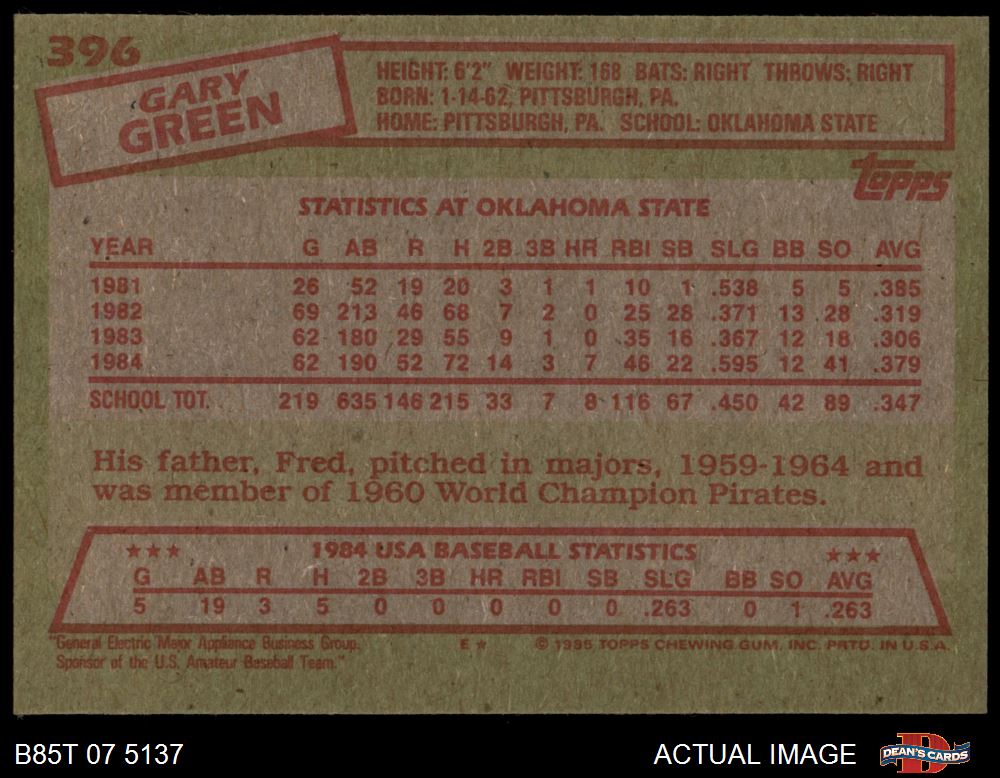 396
GARY
GREEN
HEIGHT: 6'2" WEIGHT: 168 BATS: RIGHT THROWS: RIGHT
BORN: 1-14-62, PITTSBURGH, PA.
HOME: PITTSBURGH, PA. SCHOOL: OKLAHOMA STATE
topps
STATISTICS AT OKLAHOMA STATE
YEAR G AB R H 2B 3B HR RBI SB SLG BB SO AVG
1981 26 52 19 20 3 1 1 10 1 .538 5 5 .385
1982 69 213 46 68 7 2 0 25 28 .371 13 28 .319
1983 62 180 29 55 9 1 0 35 16 .367 12 18 .306
1984 62 190 52 72 14 3 7 46 22 .595 12 41 .379
SCHOOL TOT. 219 635 146 215 33 7 8 116 67 .450 42 89 .347
His father, Fred, pitched in majors, 1959-1964 and
was member of 1960 World Champion Pirates.
★★★ 1984 USA BASEBALL STATISTICS ★★★
G AB R H 2B 3B HR RBI SB SLG BB SO AVG
5 19 3 5 0 0 0 0 0 .263 0 1 .263
"General Electric Major Appliance Business Group. E ★ © 1985 TOPPS CHEWING GUM, INC. PRTD. IN U.S.A.
Sponsor of the U.S. Amateur Baseball Team."
B85T 07 5137 ACTUAL IMAGE DEAN'S CARDS